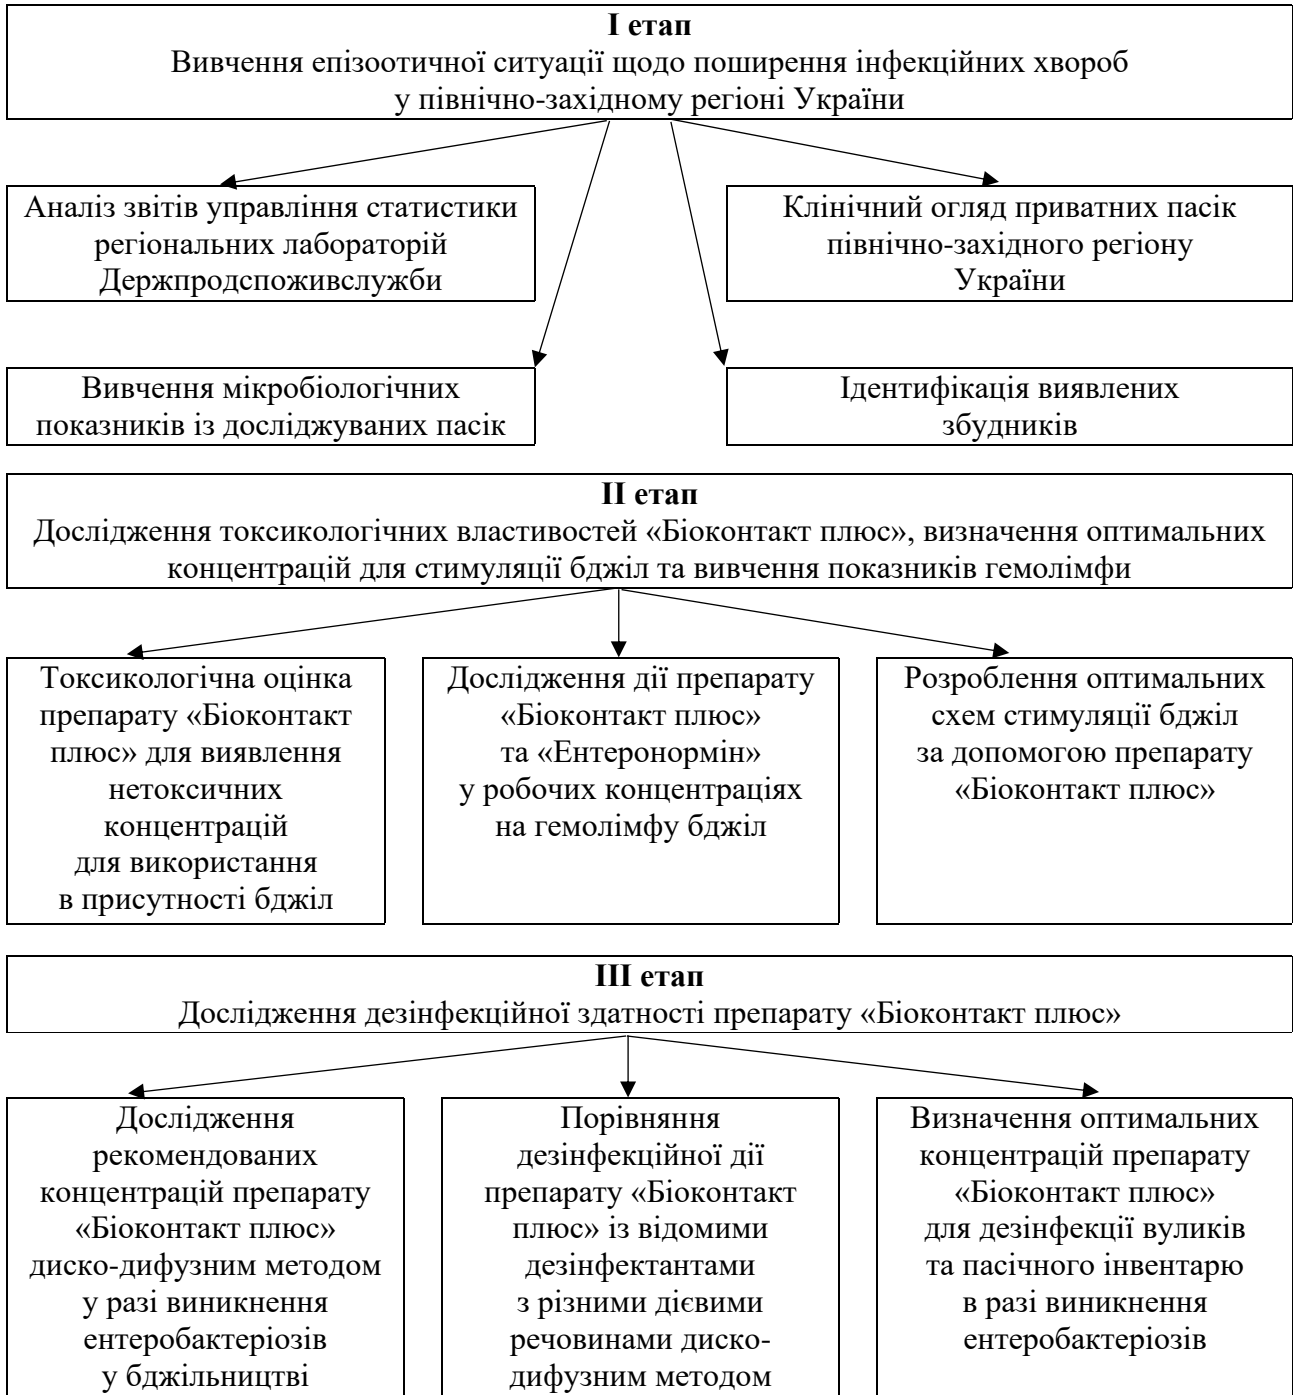 І етап
Вивчення епізоотичної ситуації щодо поширення інфекційних хвороб
у північно-західному регіоні України
Аналіз звітів управління статистики
регіональних лабораторій
Держпродспоживслужби
Клінічний огляд приватних пасік
північно-західного регіону
України
Вивчення мікробіологічних
показників із досліджуваних пасік
Ідентифікація виявлених
збудників
ІІ етап
Дослідження токсикологічних властивостей «Біоконтакт плюс», визначення оптимальних
концентрацій для стимуляції бджіл та вивчення показників гемолімфи
Токсикологічна оцінка
препарату «Біоконтакт
плюс» для виявлення
нетоксичних
концентрацій
для використання
в присутності бджіл
Дослідження дії препарату
«Біоконтакт плюс»
та «Ентеронормін»
у робочих концентраціях
на гемолімфу бджіл
Розроблення оптимальних
схем стимуляції бджіл
за допомогою препарату
«Біоконтакт плюс»
ІІІ етап
Дослідження дезінфекційної здатності препарату «Біоконтакт плюс»
Дослідження
рекомендованих
концентрацій препарату
«Біоконтакт плюс»
диско-дифузним методом
у разі виникнення
ентеробактеріозів
у бджільництві
Порівняння
дезінфекційної дії
препарату «Біоконтакт
плюс» із відомими
дезінфектантами
з різними дієвими
речовинами диско-
дифузним методом
Визначення оптимальних
концентрацій препарату
«Біоконтакт плюс»
для дезінфекції вуликів
та пасічного інвентарю
в разі виникнення
ентеробактеріозів